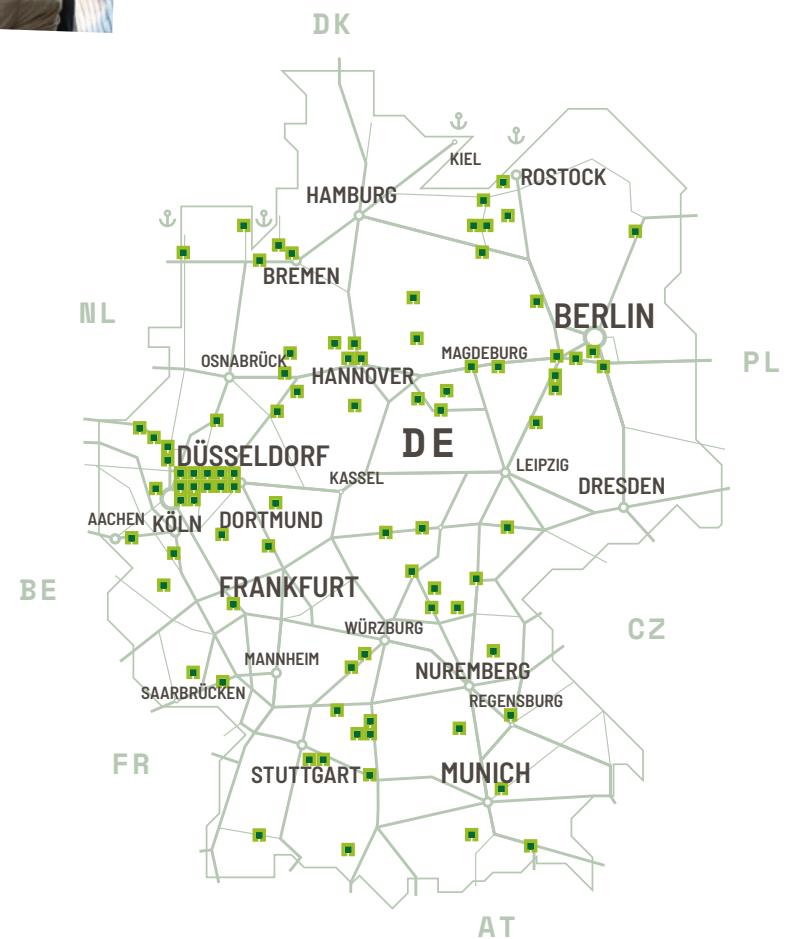 DK
KIEL
ROSTOCK
HAMBURG
BREMEN
NL
BERLIN
OSNABRÜCK
MAGDEBURG
PL
HANNOVER
DE
DÜSSELDORF
LEIPZIG
KASSEL
DRESDEN
AACHEN
KÖLN
DORTMUND
BE
FRANKFURT
WÜRZBURG
CZ
MANNHEIM
NUREMBERG
SAARBRÜCKEN
REGENSBURG
FR
STUTTGART
MUNICH
AT